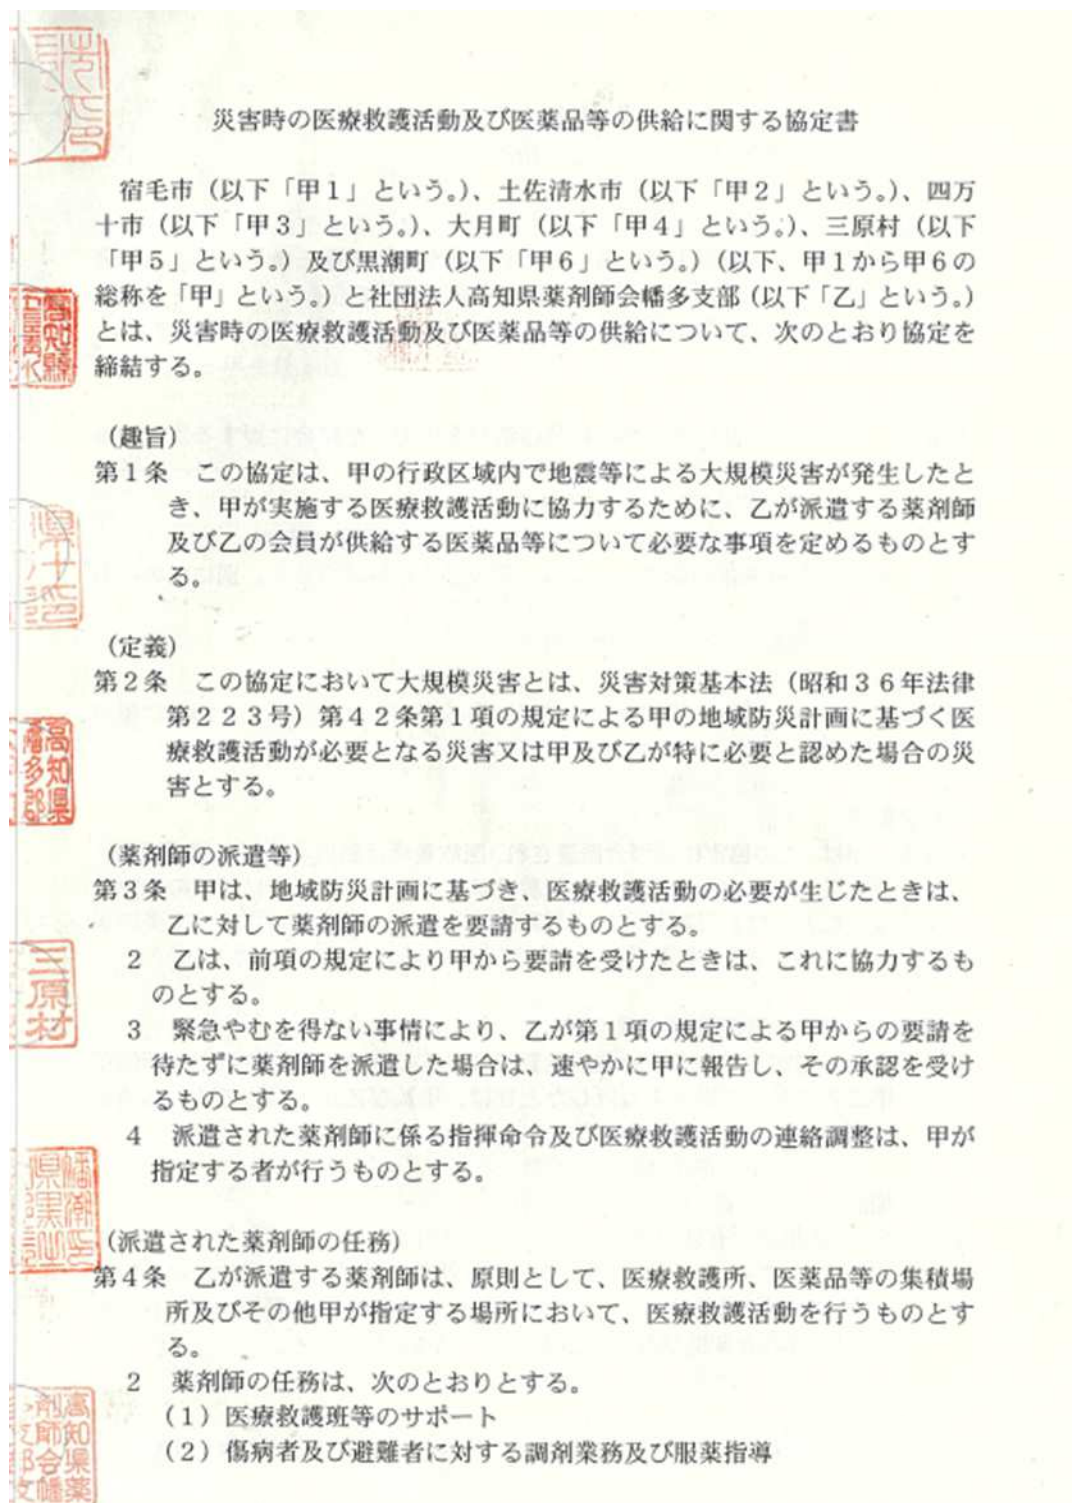 災害時の医療救護活動及び医薬品等の供給に関する協定書
宿毛市（以下「甲１」という。）、土佐清水市（以下「甲２」という。）、四万
十市（以下「甲３」という。）、大月町（以下「甲４」という。）、三原村（以下
「甲５」という。）及び黒潮町（以下「甲６」という。）（以下、甲１から甲６の
総称を「甲」という。）と社団法人高知県薬剤師会幡多支部（以下「乙」という。）
とは、災害時の医療救護活動及び医薬品等の供給について、次のとおり協定を
締結する。
（趣旨）
第１条　この協定は、甲の行政区域内で地震等による大規模災害が発生したと
き、甲が実施する医療救護活動に協力するために、乙が派遣する薬剤師
及び乙の会員が供給する医薬品等について必要な事項を定めるものとす
る。
（定義）
第２条　この協定において大規模災害とは、災害対策基本法（昭和３６年法律
第２２３号）第４２条第１項の規定による甲の地域防災計画に基づく医
療救護活動が必要となる災害又は甲及び乙が特に必要と認めた場合の災
害とする。
（薬剤師の派遣等）
第３条　甲は、地域防災計画に基づき、医療救護活動の必要が生じたときは、
乙に対して薬剤師の派遣を要請するものとする。
２　乙は、前項の規定により甲から要請を受けたときは、これに協力するも
のとする。
３　緊急やむを得ない事情により、乙が第１項の規定による甲からの要請を
待たずに薬剤師を派遣した場合は、速やかに甲に報告し、その承認を受け
るものとする。
４　派遣された薬剤師に係る指揮命令及び医療救護活動の連絡調整は、甲が
指定する者が行うものとする。
（派遣された薬剤師の任務）
第４条　乙が派遣する薬剤師は、原則として、医療救護所、医薬品等の集積場
所及びその他甲が指定する場所において、医療救護活動を行うものとす
る。
２　薬剤師の任務は、次のとおりとする。
（１）医療救護班等のサポート
（２）傷病者及び避難者に対する調剤業務及び服薬指導
高知縣
高知県
幡多郡
三原村
高知県薬
剤師会幡